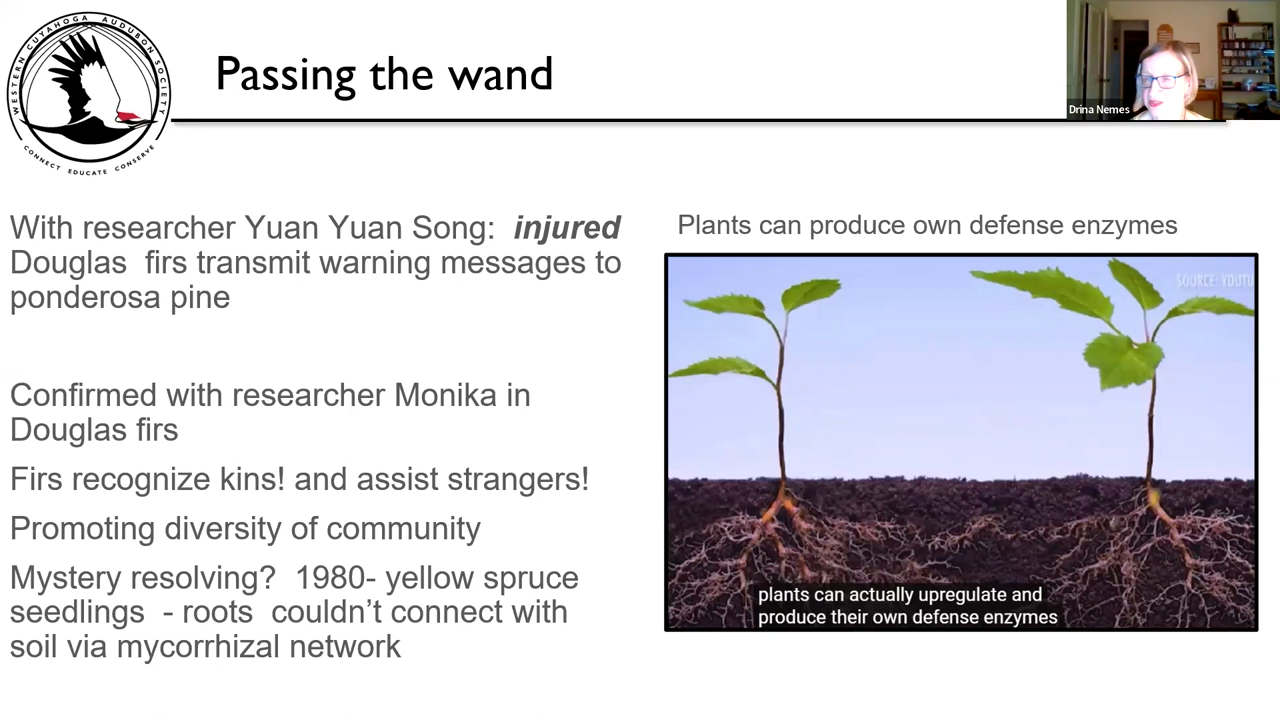 WESTERN CUYAHOGA AUDUBON SOCIETY
CONNECT EDUCATE CONSERVE
Passing the wand
Drina Nemes
With researcher Yuan Yuan Song:  injured
Douglas  firs transmit warning messages to
ponderosa pine
Confirmed with researcher Monika in
Douglas firs
Firs recognize kins! and assist strangers!
Promoting diversity of community
Mystery resolving?  1980- yellow spruce
seedlings  - roots  couldn’t connect with
soil via mycorrhizal network
Plants can produce own defense enzymes
SOURCE: YOUTU
plants can actually upregulate and
produce their own defense enzymes